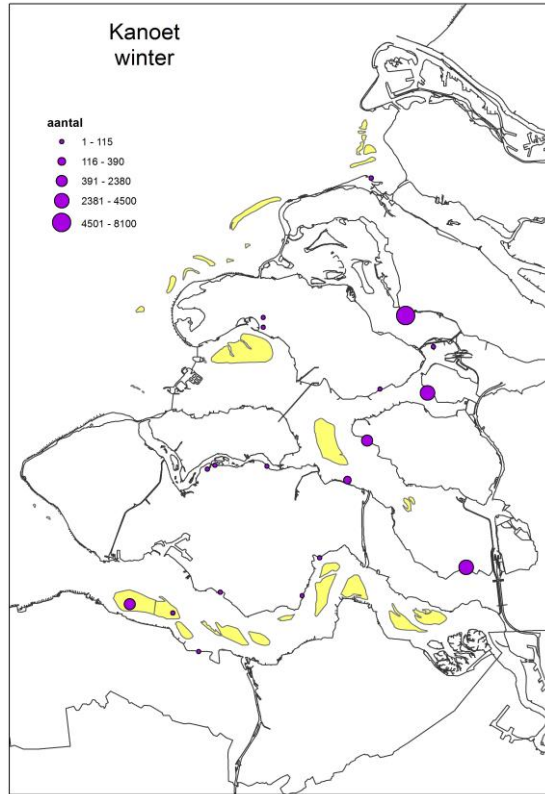 Kanoet
winter
aantal
1 - 115
116 - 390
391 - 2380
2381 - 4500
4501 - 8100